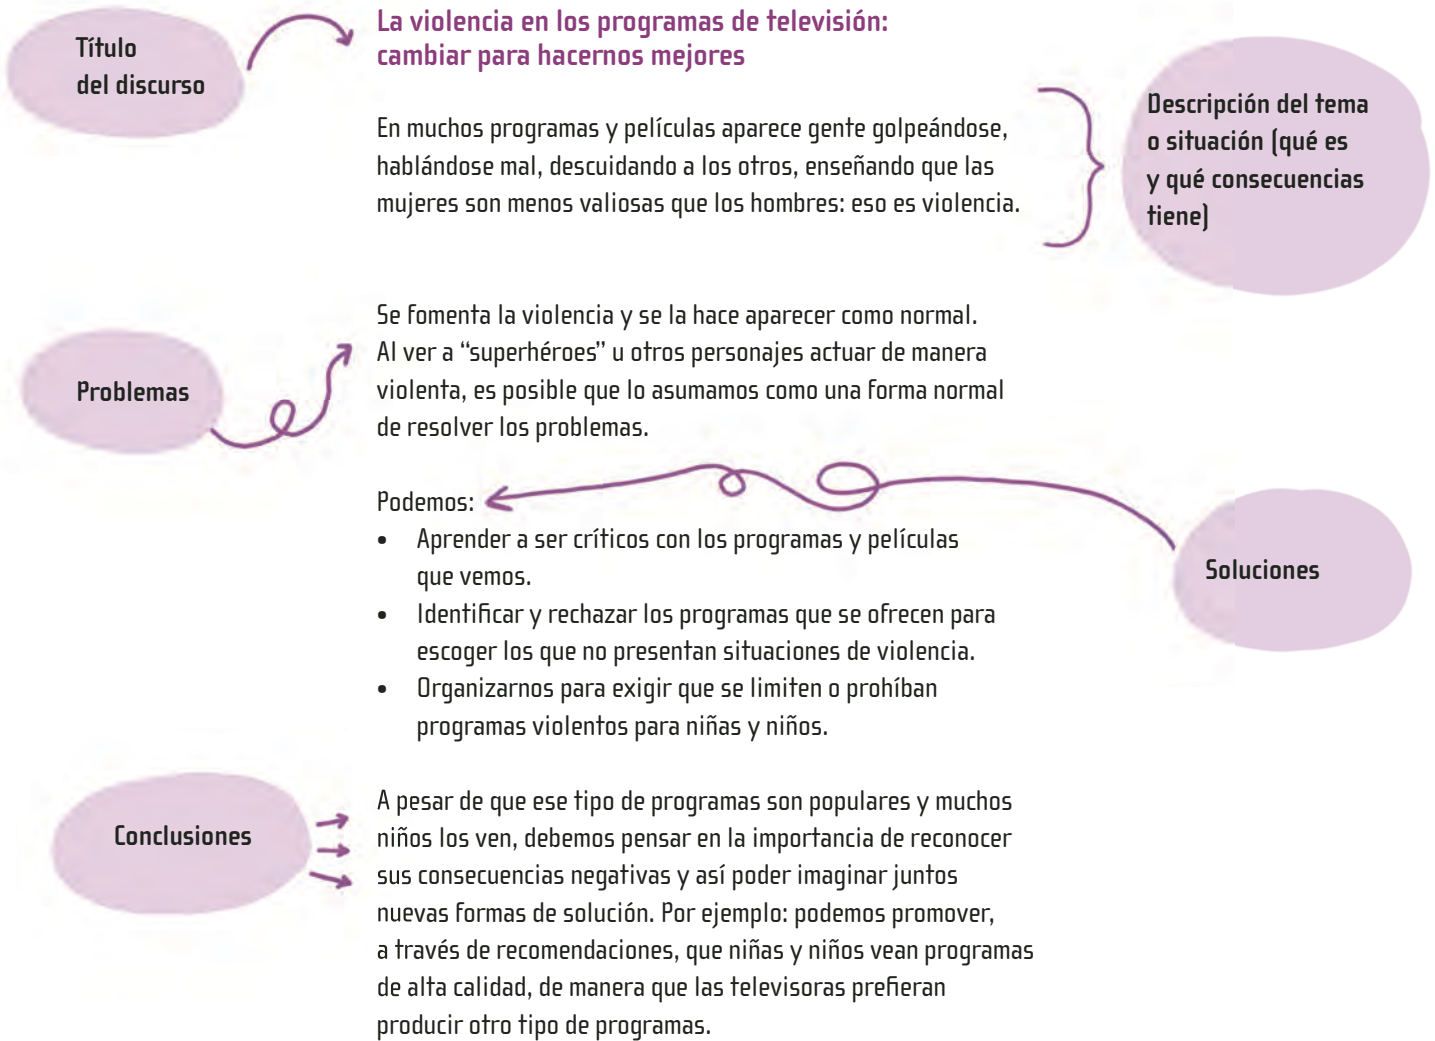 Título
del discurso
La violencia en los programas de televisión:
cambiar para hacernos mejores
En muchos programas y películas aparece gente golpeándose,
hablándose mal, descuidando a los otros, enseñando que las
mujeres son menos valiosas que los hombres: eso es violencia.
Descripción del tema
o situación (qué es
y qué consecuencias
tiene)
Problemas
Se fomenta la violencia y se la hace aparecer como normal.
Al ver a “superhéroes” u otros personajes actuar de manera
violenta, es posible que lo asumamos como una forma normal
de resolver los problemas.
Podemos:
• Aprender a ser críticos con los programas y películas
que vemos.
• Identificar y rechazar los programas que se ofrecen para
escoger los que no presentan situaciones de violencia.
• Organizarnos para exigir que se limiten o prohíban
programas violentos para niñas y niños.
Soluciones
Conclusiones
A pesar de que ese tipo de programas son populares y muchos
niños los ven, debemos pensar en la importancia de reconocer
sus consecuencias negativas y así poder imaginar juntos
nuevas formas de solución. Por ejemplo: podemos promover,
a través de recomendaciones, que niñas y niños vean programas
de alta calidad, de manera que las televisoras prefieran
producir otro tipo de programas.